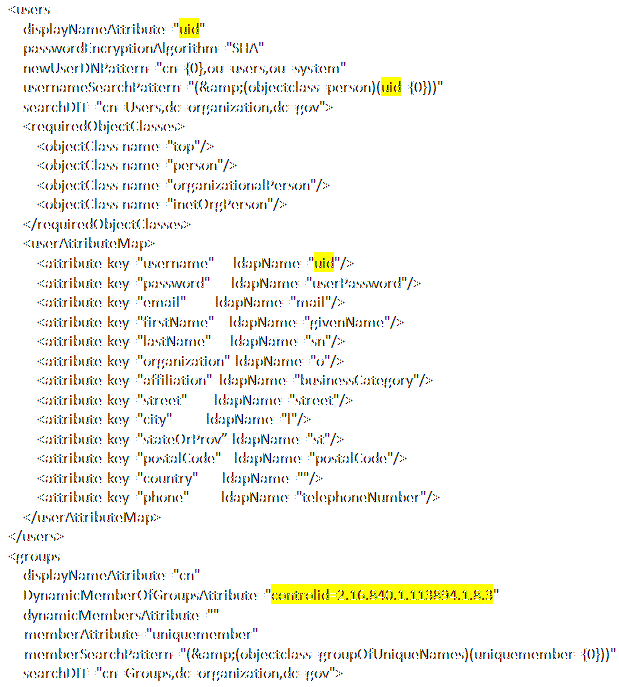 <users
displayNameAttribute="uid"
passwordEncryptionAlgorithm="SHA"
newUserDNPattern="cn={0},ou=users,ou=system"
usernameSearchPattern="(&amp;(objectclass=person)(uid={0}))"
searchDIT="cn=Users,dc=organization,dc=gov">
<requiredObjectClasses>
<objectClass name="top"/>
<objectClass name="person"/>
<objectClass name="organizationalPerson"/>
<objectClass name="inetOrgPerson"/>
</requiredObjectClasses>
<userAttributeMap>
<attribute key="username" ldapName="uid"/>
<attribute key="password" ldapName="userPassword"/>
<attribute key="email" ldapName="mail"/>
<attribute key="firstName" ldapName="givenName"/>
<attribute key="lastName" ldapName="sn"/>
<attribute key="organization" ldapName="o"/>
<attribute key="affiliation" ldapName="businessCategory"/>
<attribute key="street" ldapName="street"/>
<attribute key="city" ldapName="l"/>
<attribute key="stateOrProv” ldapName="st"/>
<attribute key="postalCode" ldapName="postalCode"/>
<attribute key="country" ldapName=""/>
<attribute key="phone" ldapName="telephoneNumber"/>
</userAttributeMap>
</users>
<groups
displayNameAttribute="cn"
DynamicMemberOfGroupsAttribute="controlid=2.16.840.1.113894.1.8.3"
dynamicMembersAttribute=""
memberAttribute="uniquemember"
memberSearchPattern="(&amp;(objectclass=groupOfUniqueNames)(uniquemember={0}))"
searchDIT="cn=Groups,dc=organization,dc=gov">